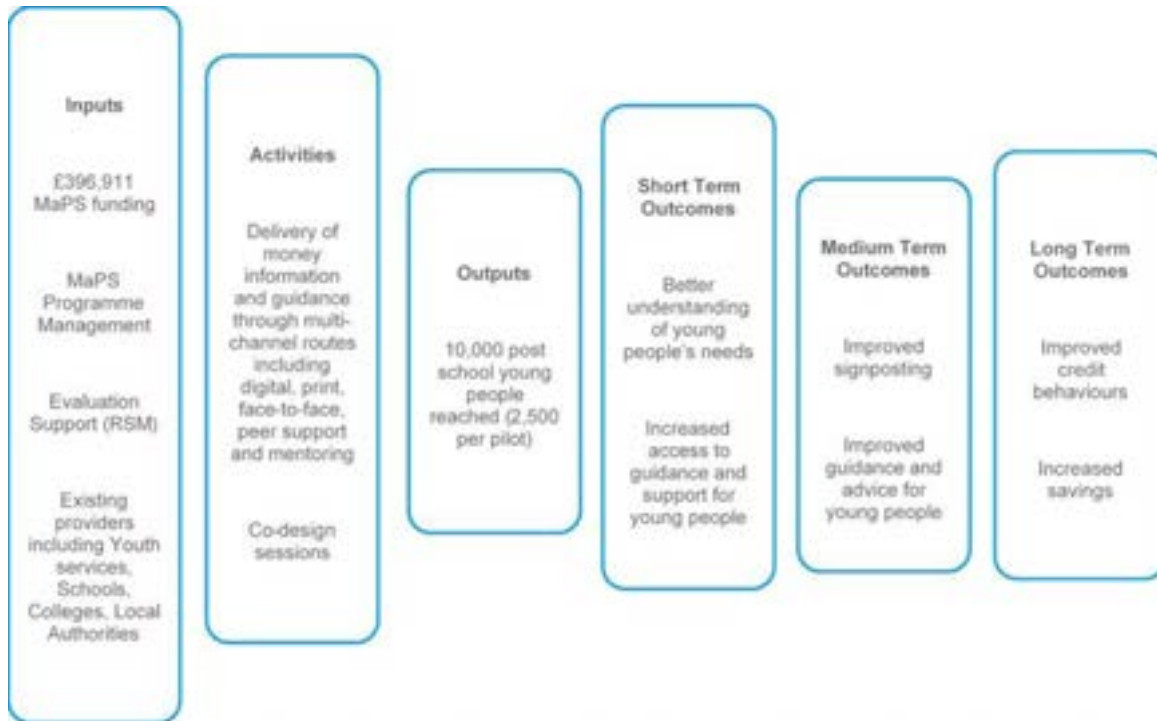 Inputs
£396,911
MaPS funding
MaPS
Programme
Management
Evaluation
Support (RSM)
Existing
providers
including Youth
services,
Schools,
Colleges, Local
Authorities
Activities
Delivery of
money
information
and guidance
through multi-
channel routes
including
digital, print,
face-to-face,
peer support
and mentoring
Co-design
sessions
Outputs
10,000 post
school young
people
reached (2,500
per pilot)
Short Term
Outcomes
Better
understanding
of young
people's needs
Increased
access to
guidance and
support for
young people
Medium Term
Outcomes
Improved
signposting
Improved
guidance and
advice for
young people
Long Term
Outcomes
Improved
credit
behaviours
Increased
savings